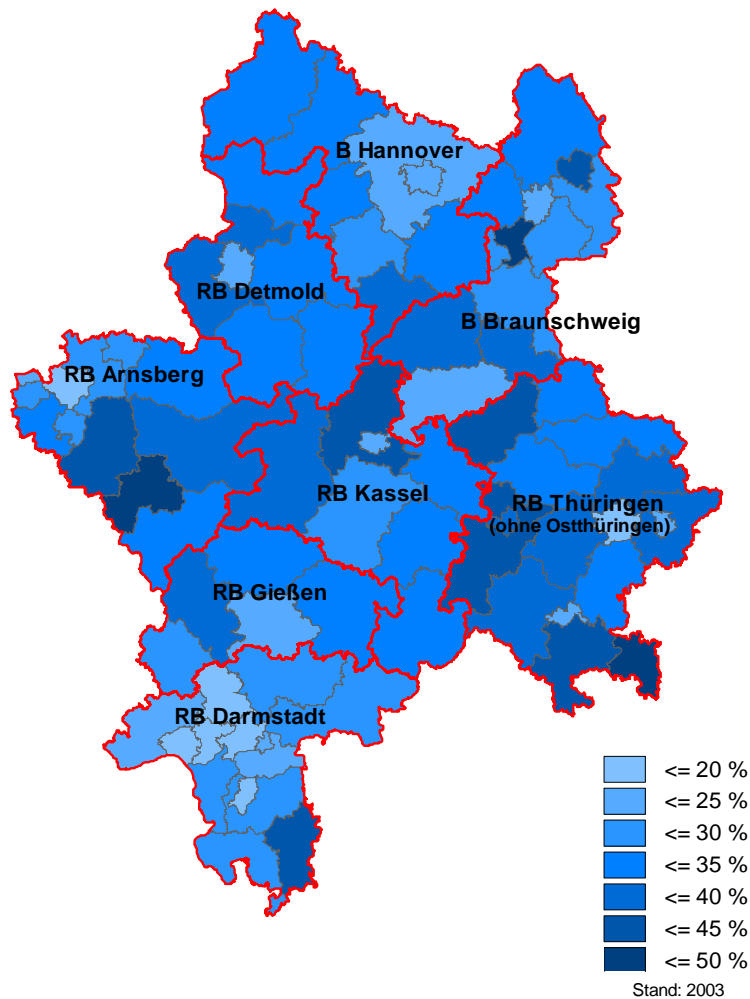 B Hannover
RB Detmold
B Braunschweig
RB Arnsberg
RB Kassel
RB Thüringen
(ohne Ostthüringen)
RB Gießen
RB Darmstadt
<= 20 %
<= 25 %
<= 30 %
<= 35 %
<= 40 %
<= 45 %
<= 50 %
Stand: 2003